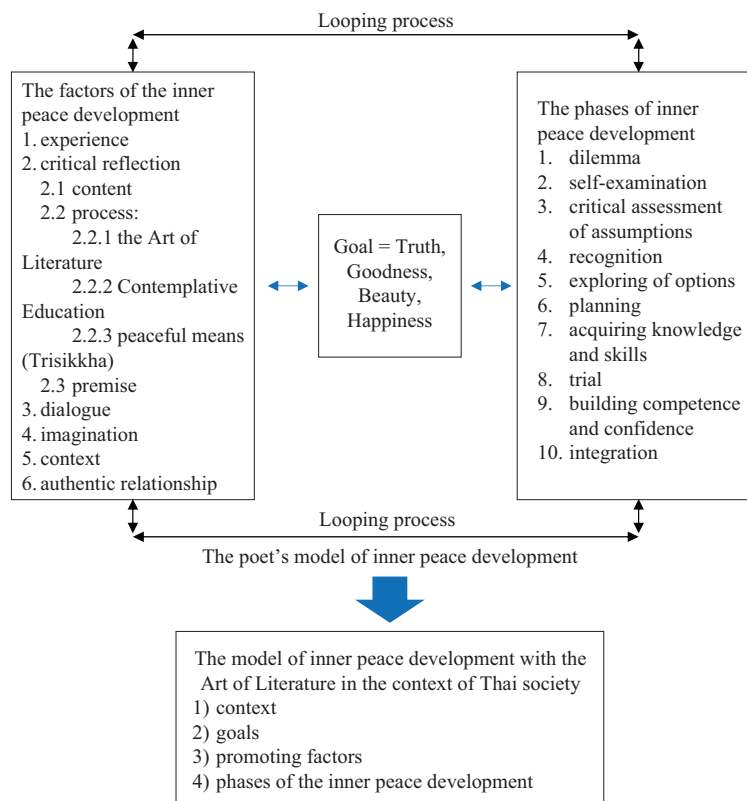 Looping process
The factors of the inner
peace development
1. experience
2. critical reflection
2.1 content
2.2 process:
2.2.1 the Art of
Literature
2.2.2 Contemplative
Education
2.2.3 peaceful means
(Trisikkha)
2.3 premise
3. dialogue
4. imagination
5. context
6. authentic relationship
Goal = Truth,
Goodness,
Beauty,
Happiness
The phases of inner
peace development
1. dilemma
2. self-examination
3. critical assessment
of assumptions
4. recognition
5. exploring of options
6. planning
7. acquiring knowledge
and skills
8. trial
9. building competence
and confidence
10. integration
Looping process
The poet’s model of inner peace development
The model of inner peace development with the
Art of Literature in the context of Thai society
1) context
2) goals
3) promoting factors
4) phases of the inner peace development